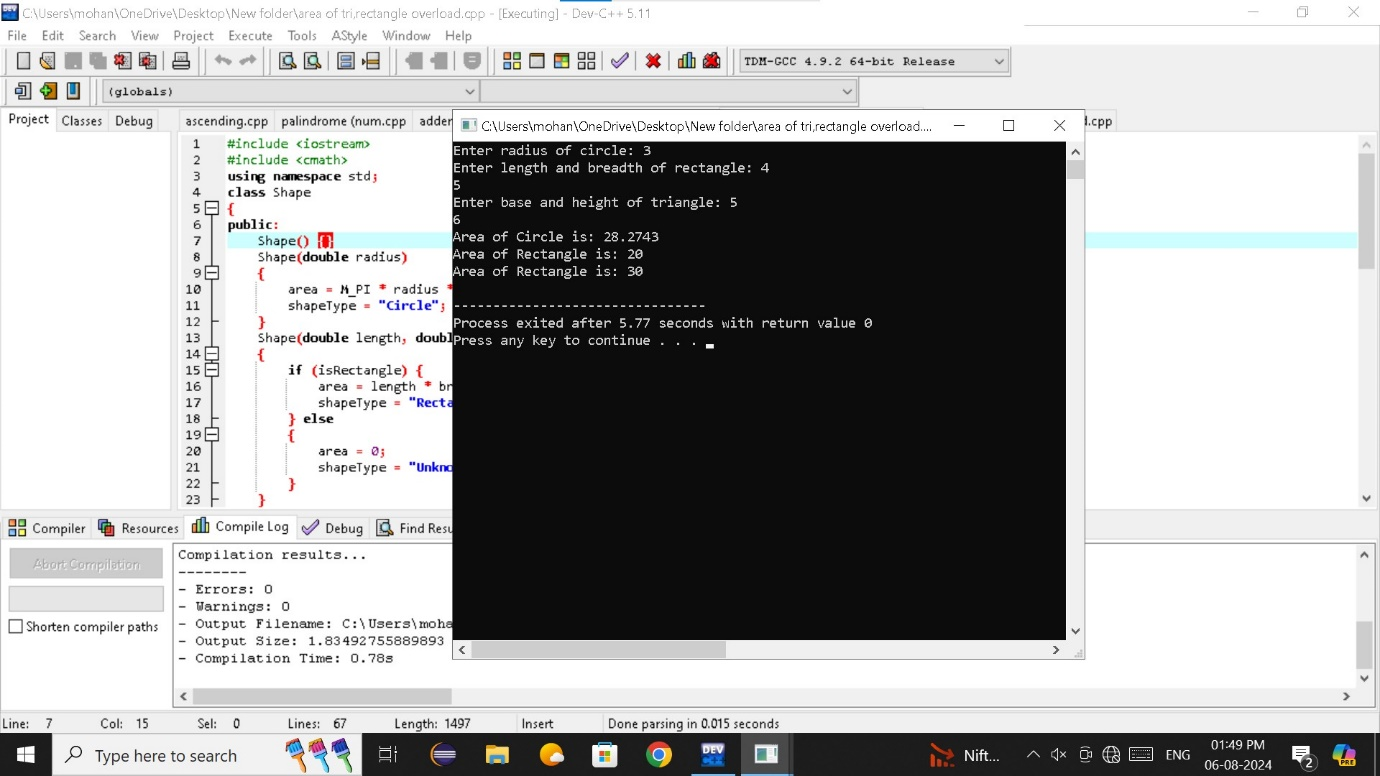 C:\Users\mohan\OneDrive\Desktop\New folder\area of tri,rectangle overload.cpp - [Executing] - Dev-C++ 5.11
File Edit Search View Project Execute Tools AStyle Window Help
TDM-GCC 4.9.2 64-bit Release
(globals)
Project Classes Debug
ascending.cpp palindrome (num.cpp adder d.cpp
1 #include <iostream>
2 #include <cmath>
3 using namespace std;
4 class Shape
5 {
6 public:
7 Shape() {}
8 Shape(double radius)
9 {
10 area = M_PI * radius *
11 shapeType = "Circle";
12 }
13 Shape(double length, doubl
14 {
15 if (isRectangle) {
16 area = length * br
17 shapeType = "Recta
18 } else
19 {
20 area = 0;
21 shapeType = "Unkno
22 }
23 }
C:\Users\mohan\OneDrive\Desktop\New folder\area of tri,rectangle overload....
Enter radius of circle: 3
Enter length and breadth of rectangle: 4
5
Enter base and height of triangle: 5
6
Area of Circle is: 28.2743
Area of Rectangle is: 20
Area of Rectangle is: 30
--------------------------------
Process exited after 5.77 seconds with return value 0
Press any key to continue . . .
Compiler Resources Compile Log Debug Find Resu
Abort Compilation
Shorten compiler paths
Compilation results...
--------
- Errors: 0
- Warnings: 0
- Output Filename: C:\Users\moha
- Output Size: 1.83492755889893
- Compilation Time: 0.78s
Line: 7 Col: 15 Sel: 0 Lines: 67 Length: 1497 Insert Done parsing in 0.015 seconds
Type here to search
DEV
Nift...
ENG
01:49 PM
06-08-2024
2
PRE